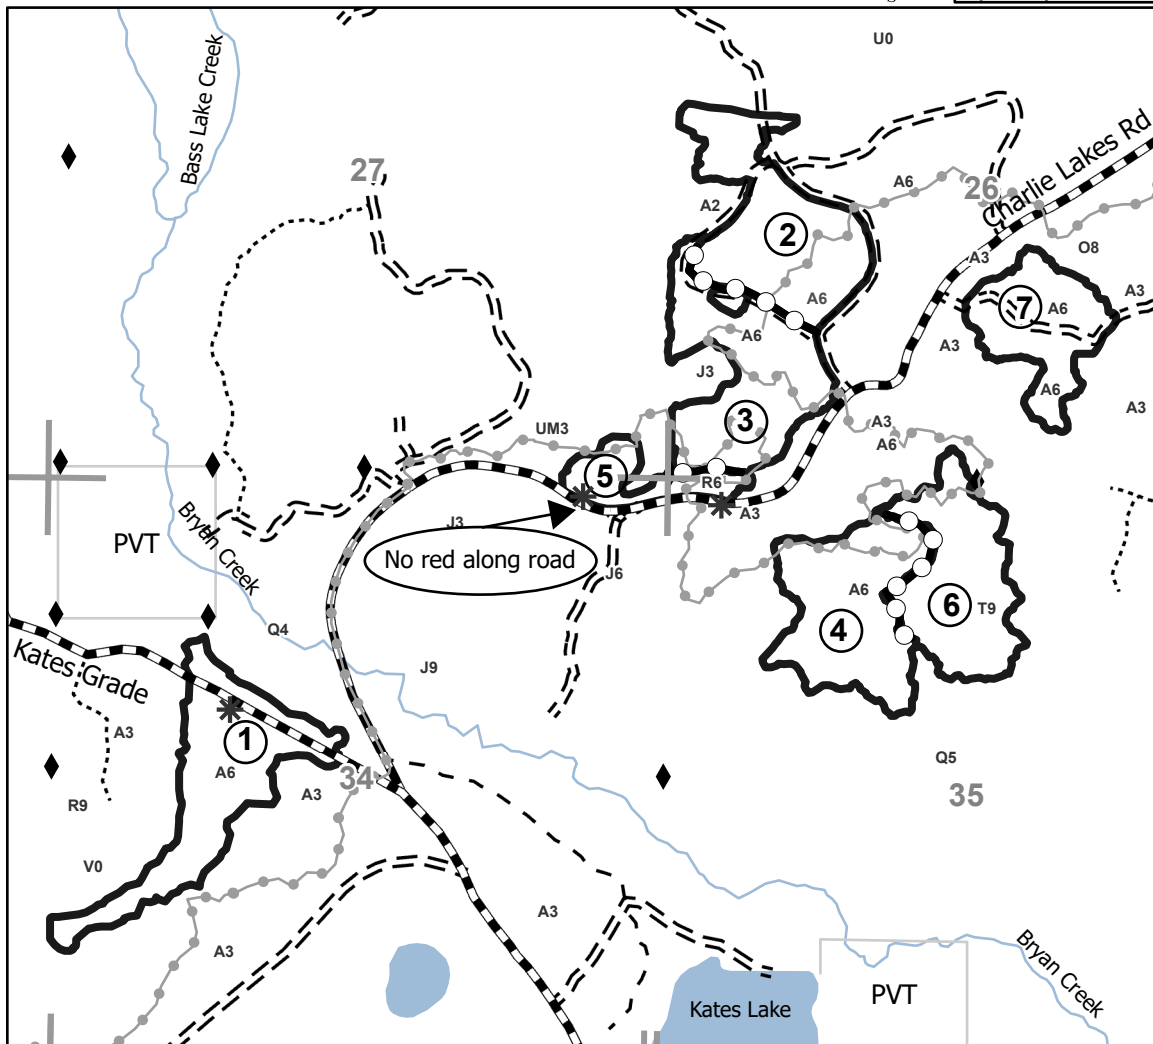 U0
Bass Lake Creek
27
A6
26
Charlie Lakes Rd
A2
2
O8
A3
A6
7
A6
A3
A6
A3
J3
A6
A3
UM3
3
A3
A6
5
R6
A3
J3
No red along road
J6
PVT
Bryan Creek
A6
6
T9
4
Q4
Kates Grade
J9
A3
1
A6
34
A3
Q5
35
R9
V0
A3
A3
Kates Lake
PVT
Bryan Creek